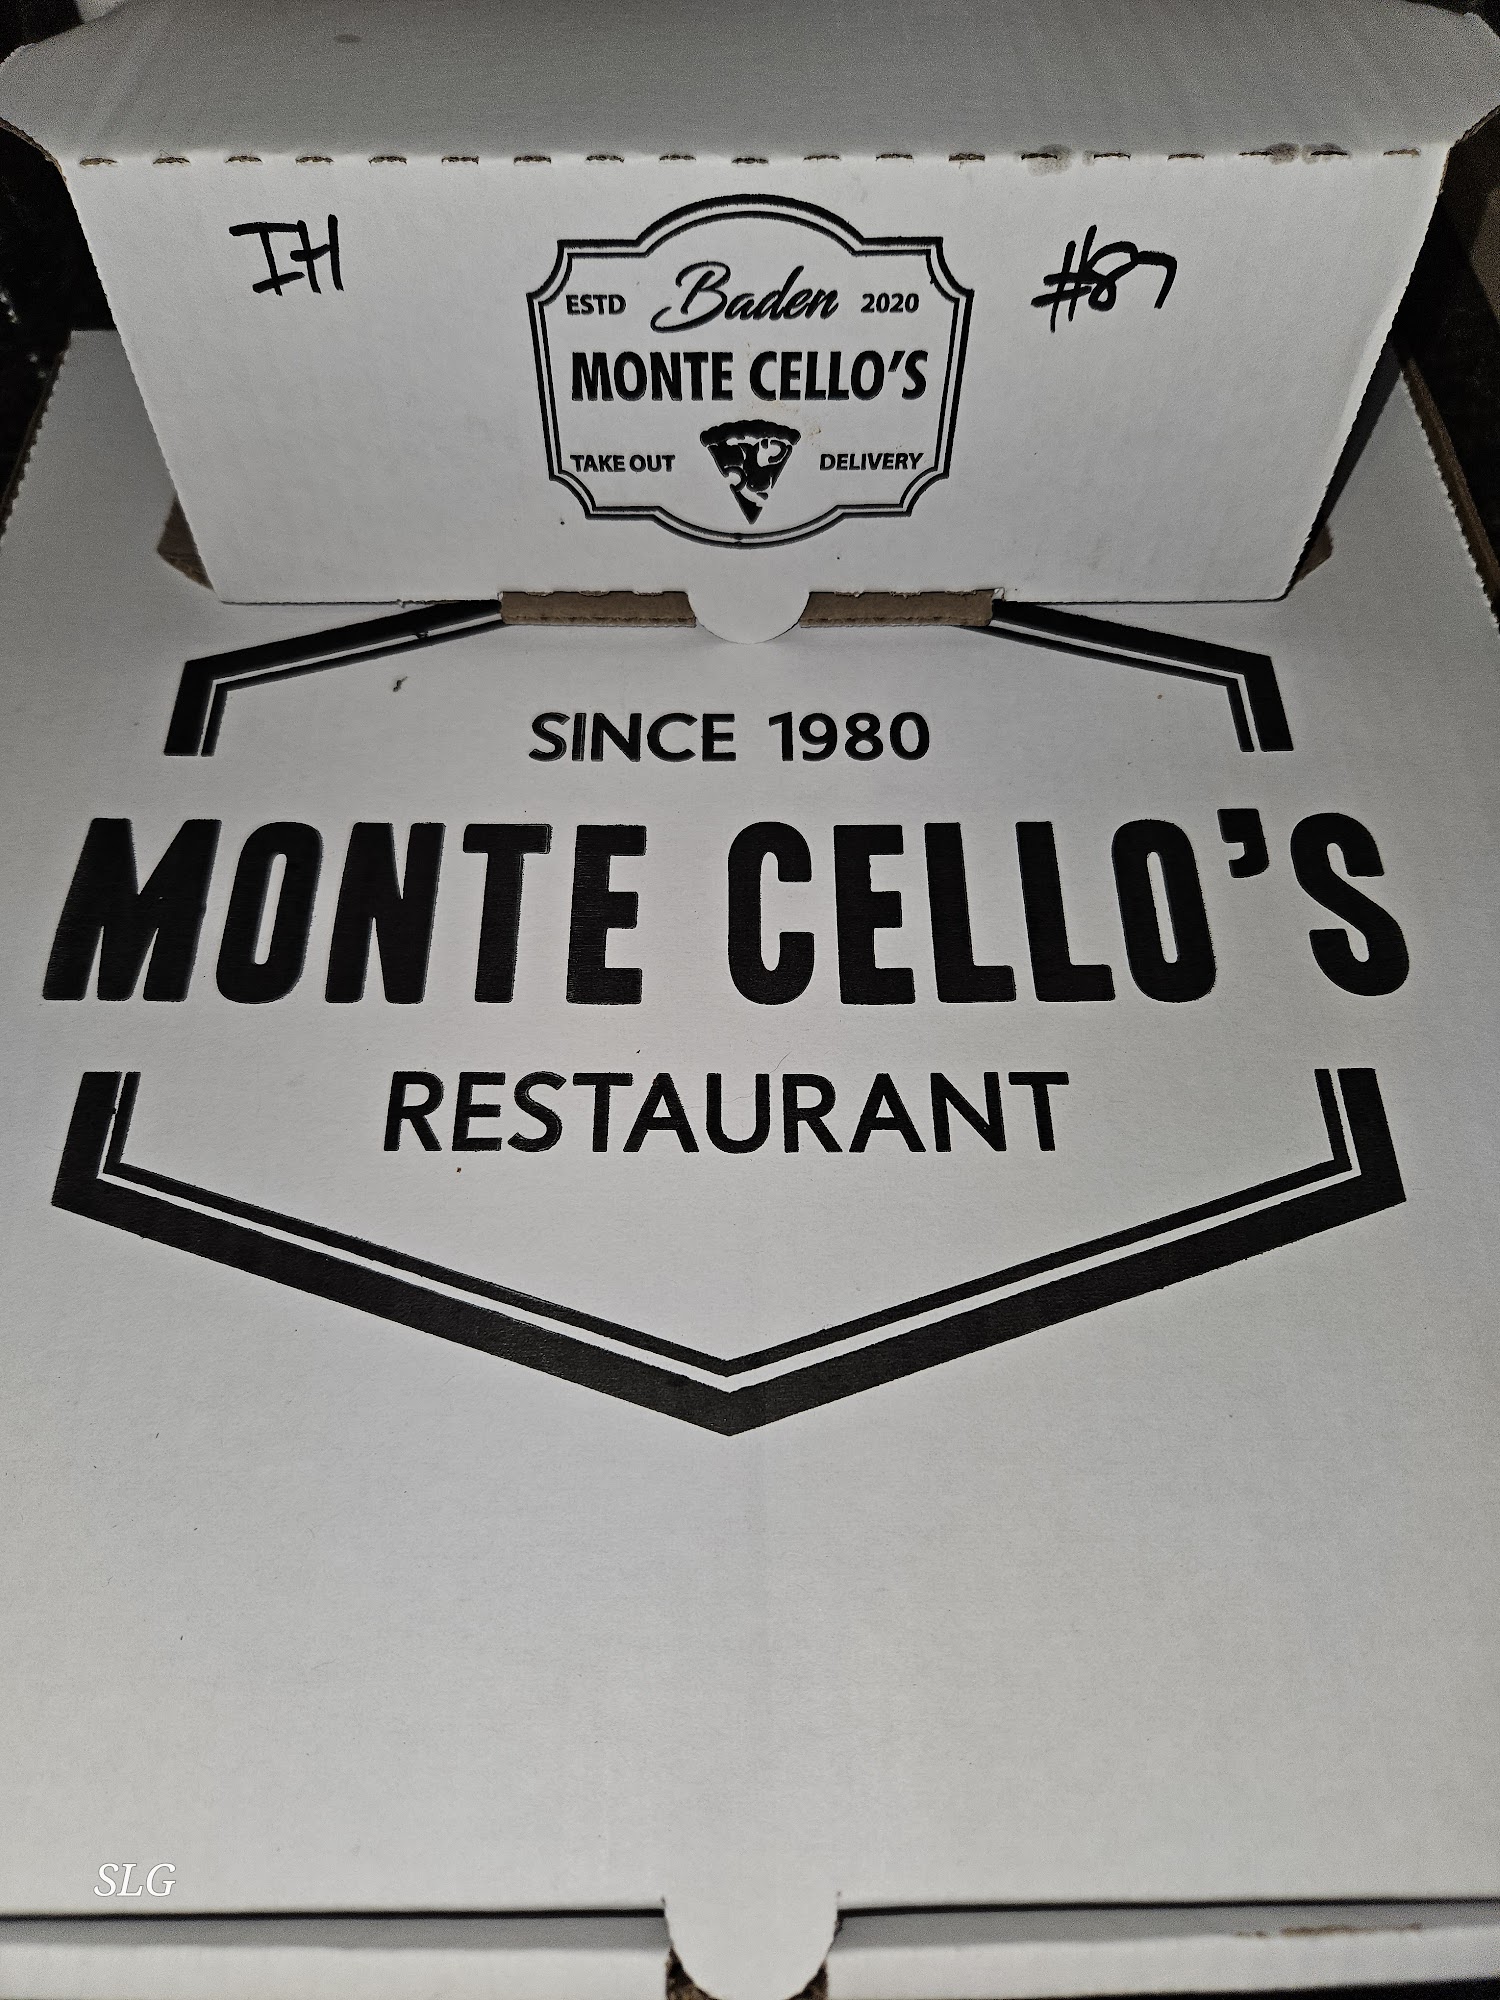 IH
#87
ESTD Baden 2020
MONTE CELLO'S
TAKE OUT DELIVERY
SINCE 1980
MONTE CELLO'S
RESTAURANT
SLG